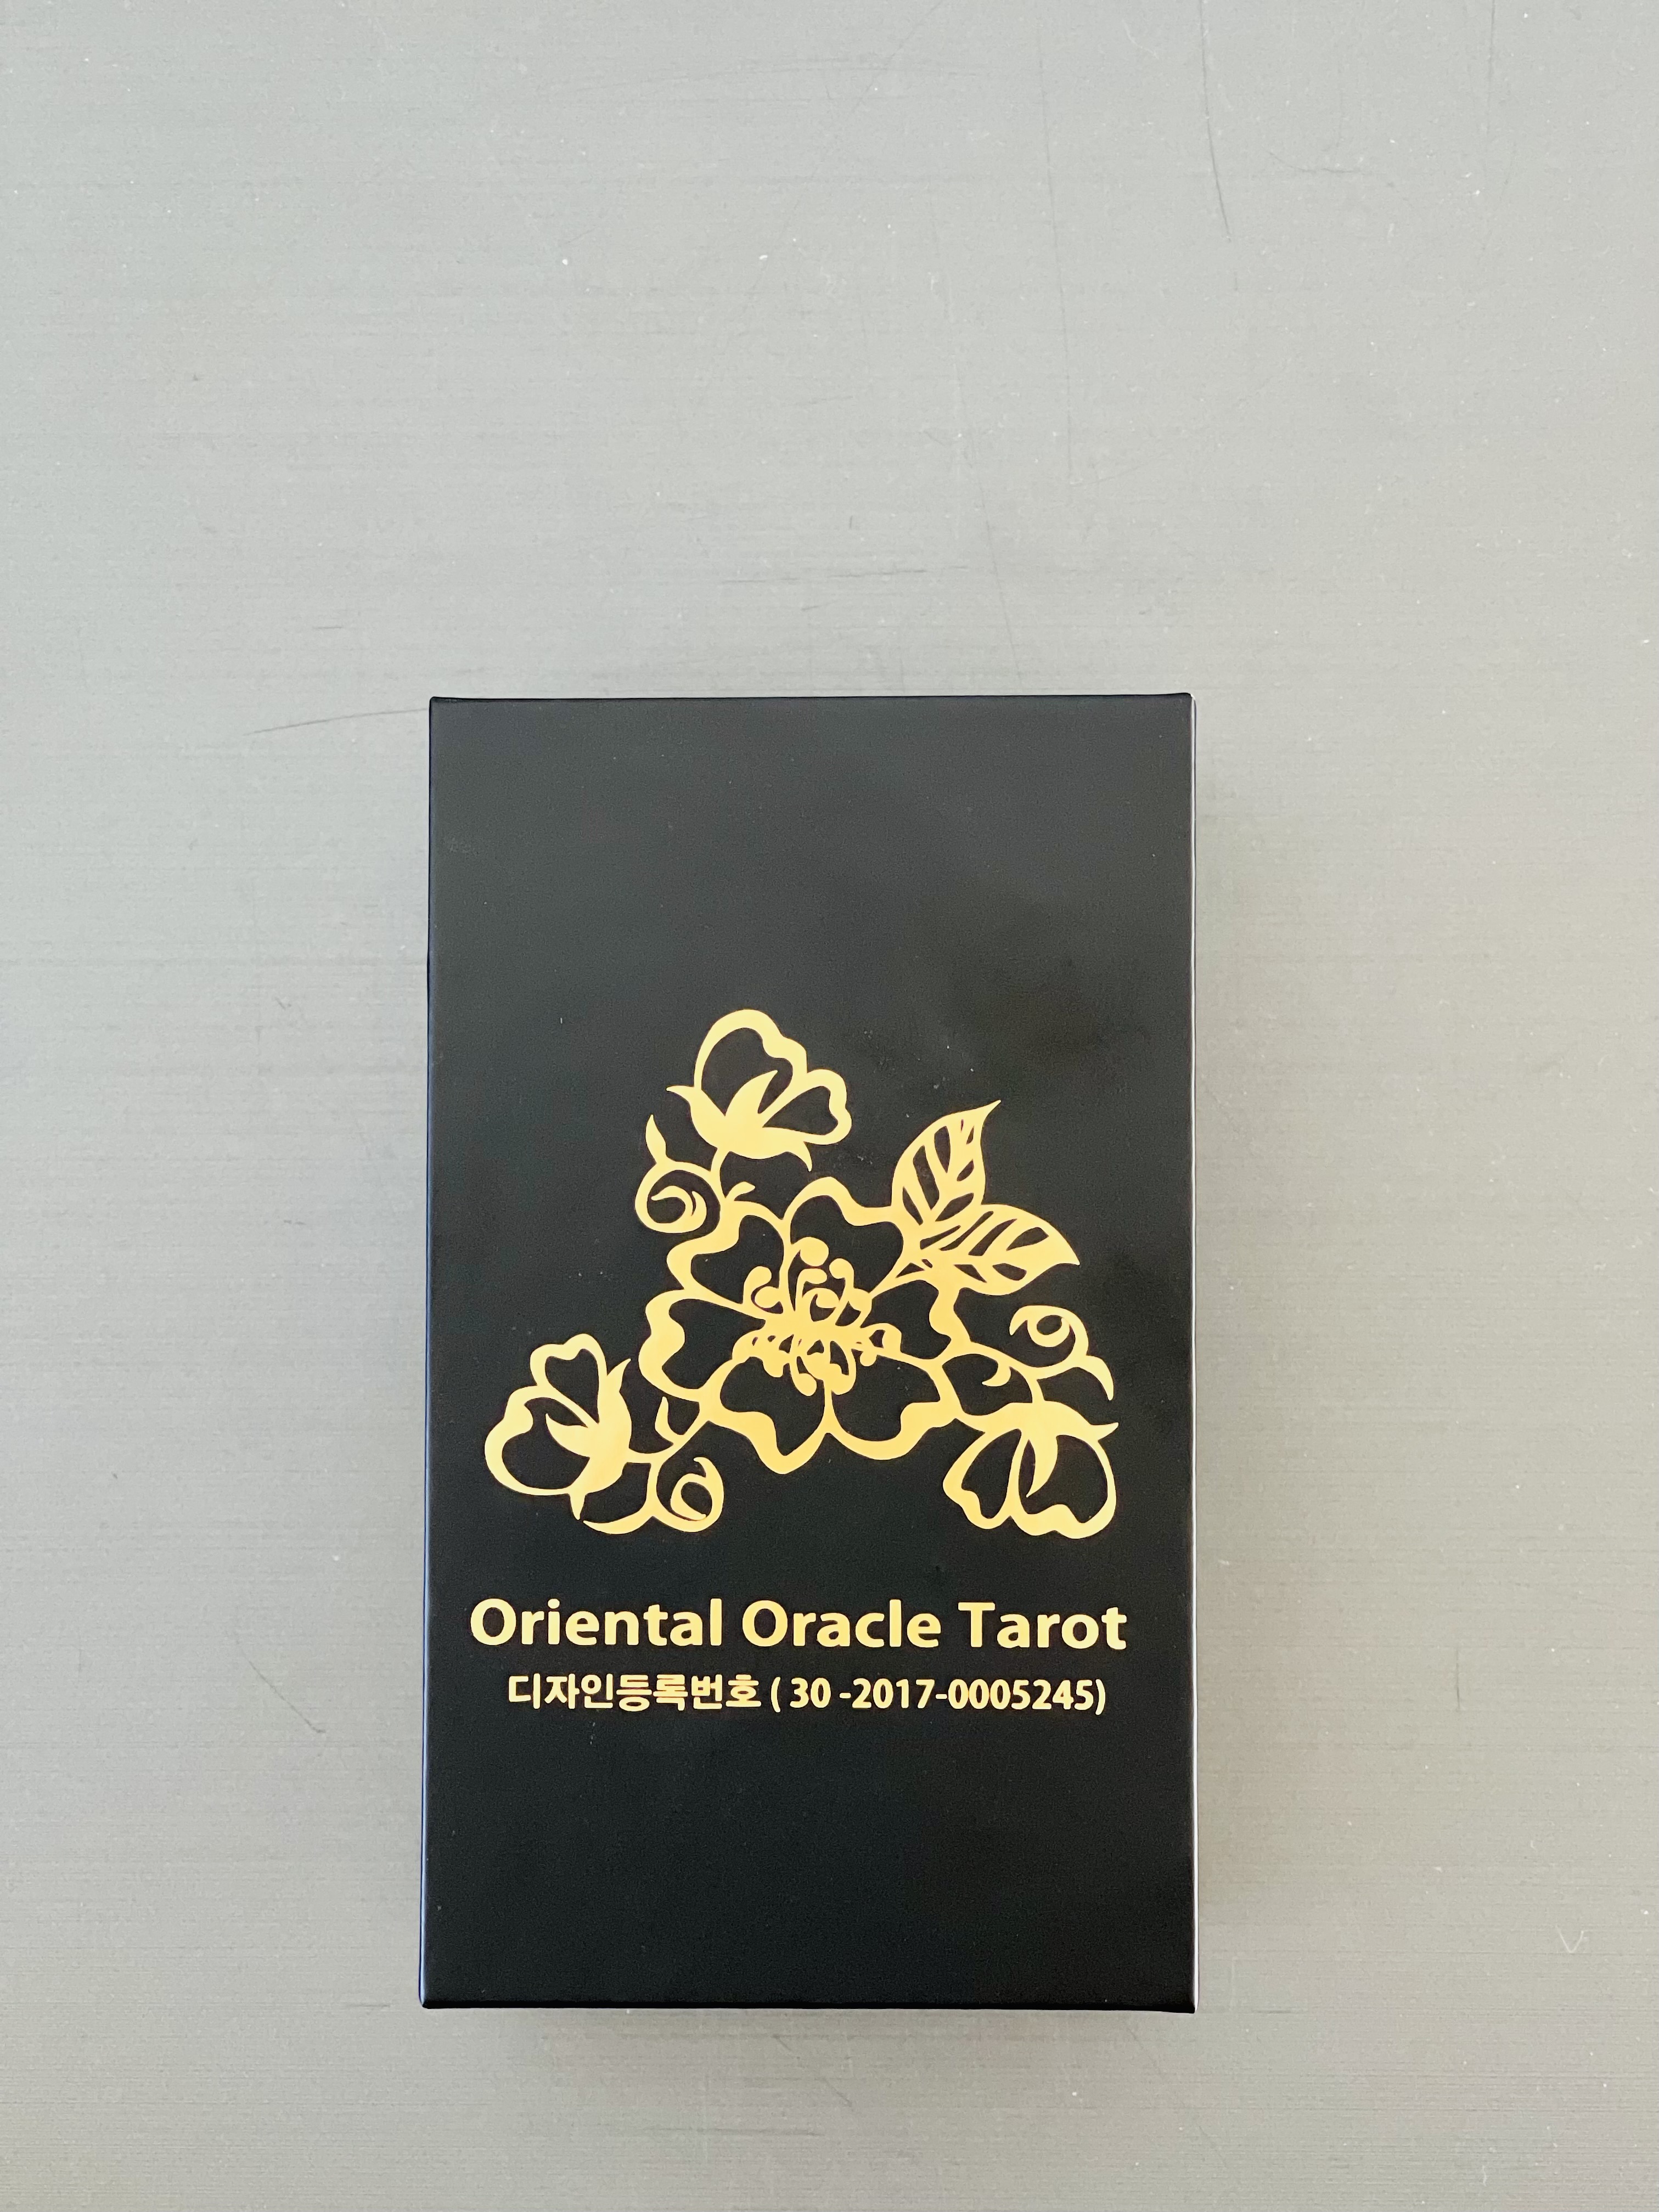 Oriental Oracle Tarot
디자인등록번호 ( 30 -2017-0005245)